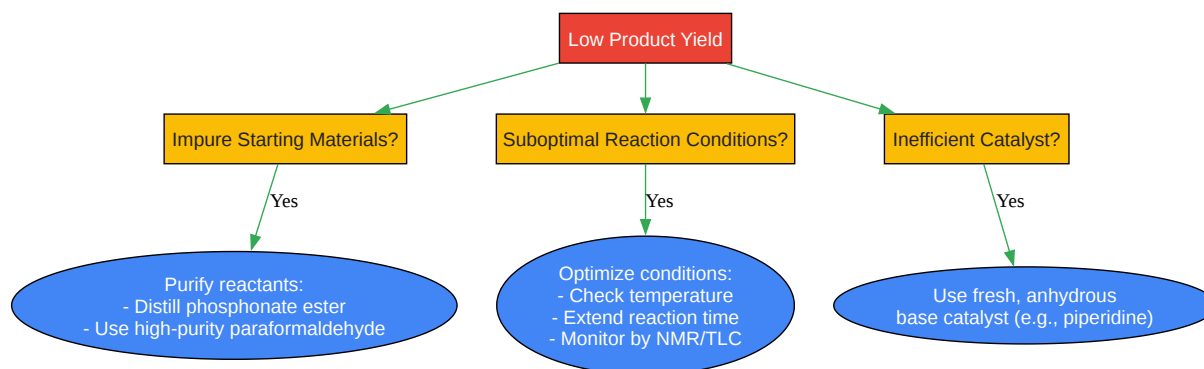 Low Product Yield
Impure Starting Materials?
Suboptimal Reaction Conditions?
Inefficient Catalyst?
Yes
Yes
Yes
Purify reactants:
- Distill phosphonate ester
- Use high-purity paraformaldehyde
Optimize conditions:
- Check temperature
- Extend reaction time
- Monitor by NMR/TLC
Use fresh, anhydrous
base catalyst (e.g., piperidine)